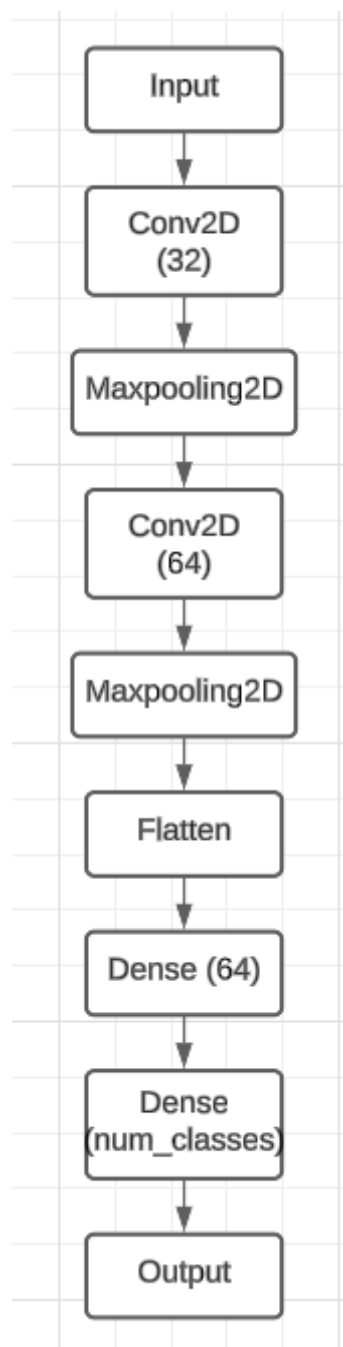 Input
Conv2D
(32)
Maxpooling2D
Conv2D
(64)
Maxpooling2D
Flatten
Dense (64)
Dense
(num_classes)
Output